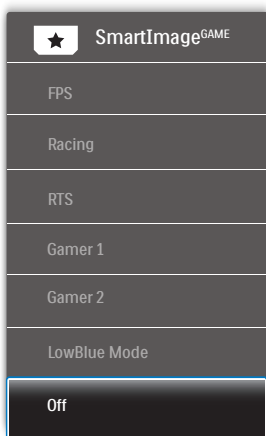 SmartImageGAME
FPS
Racing
RTS
Gamer 1
Gamer 2
LowBlue Mode
Off